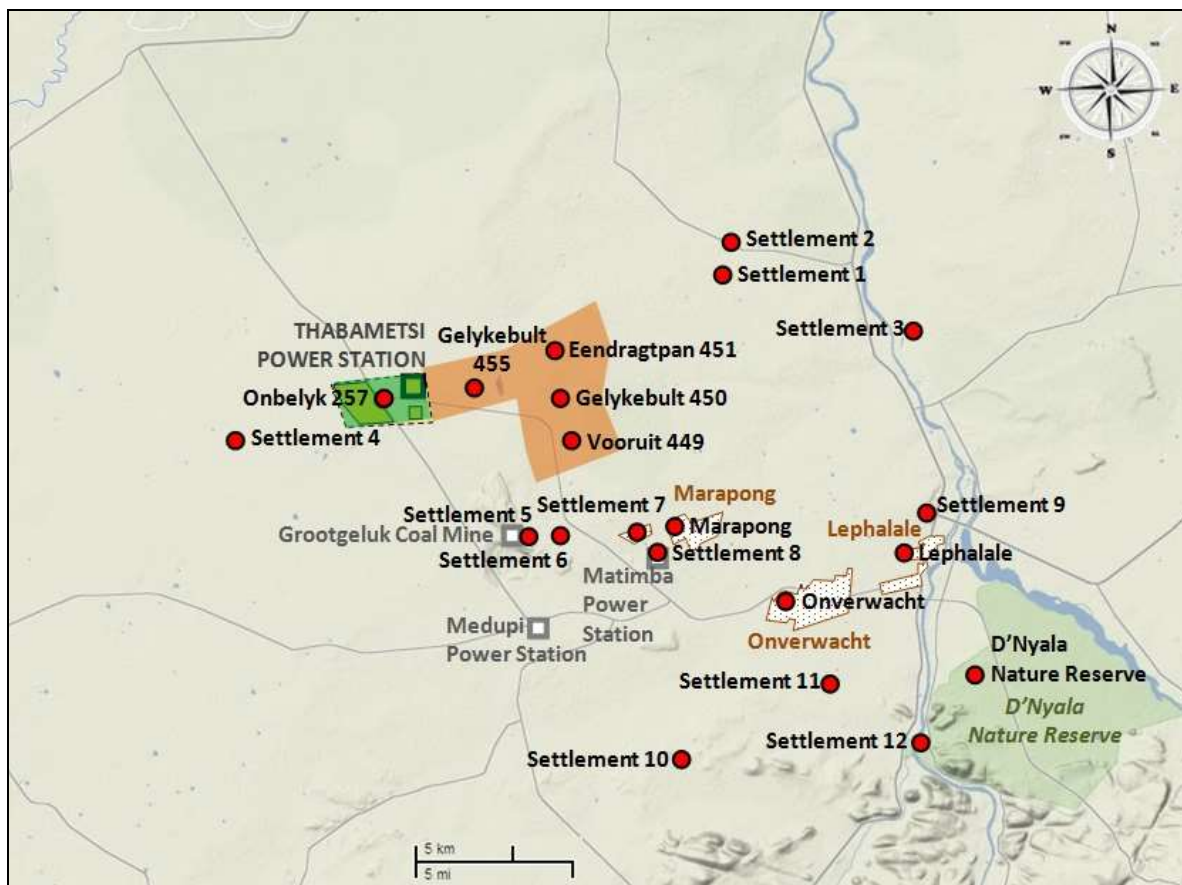 N
W
E
S
Settlement 2
Settlement 1
Settlement 3
THABAMETSI
POWER STATION
Gelykebult
455
Eendragtpan 451
Onbelyk 257
Gelykebult 450
Settlement 4
Vooruit 449
Marapong
Settlement 5
Settlement 7
Settlement 9
Grootgeluk Coal Mine
Marapong
Lephalale
Settlement 6
Settlement 8
Lephalale
Matimba
Power
Station
Onverwacht
Medupi
Power Station
Onverwacht
D'Nyala
Nature Reserve
Settlement 11
D'Nyala
Nature Reserve
Settlement 12
Settlement 10
5 km
5 mi